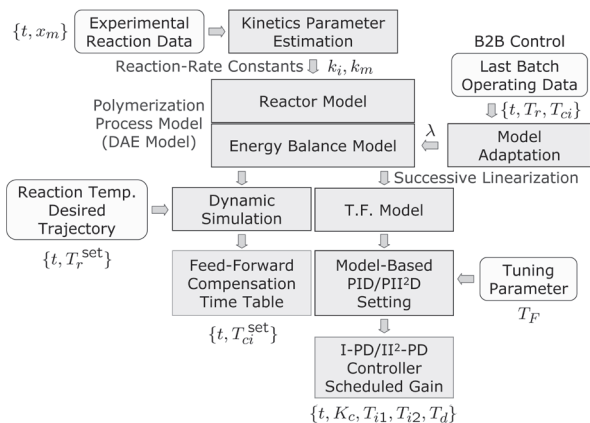 {t, x_m}
Experimental
Reaction Data
Kinetics Parameter
Estimation
B2B Control
Reaction-Rate Constants
k_i, k_m
Last Batch
Operating Data
{t, T_r, T_ci}
Polymerization
Process Model
(DAE Model)
Reactor Model
Energy Balance Model
λ
Model
Adaptation
Successive Linearization
Reaction Temp.
Desired
Trajectory
{t, T_r^set}
Dynamic
Simulation
T.F. Model
Feed-Forward
Compensation
Time Table
{t, T_ci^set}
Model-Based
PID/PII²D
Setting
Tuning
Parameter
T_F
I-PD/II²-PD
Controller
Scheduled Gain
{t, K_c, T_i1, T_i2, T_d}